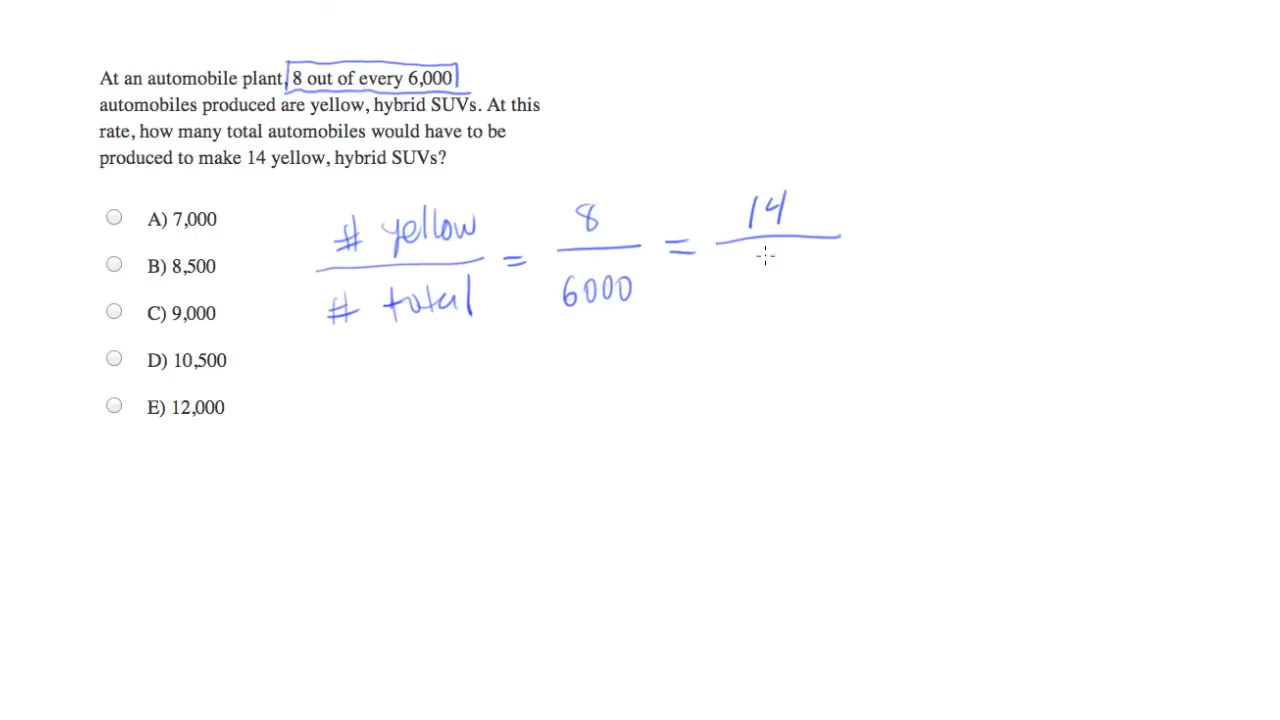 At an automobile plant, 8 out of every 6,000
automobiles produced are yellow, hybrid SUVs. At this
rate, how many total automobiles would have to be
produced to make 14 yellow, hybrid SUVs?
A) 7,000
B) 8,500
C) 9,000
D) 10,500
E) 12,000
# yellow
# total
=
8
6000
=
14